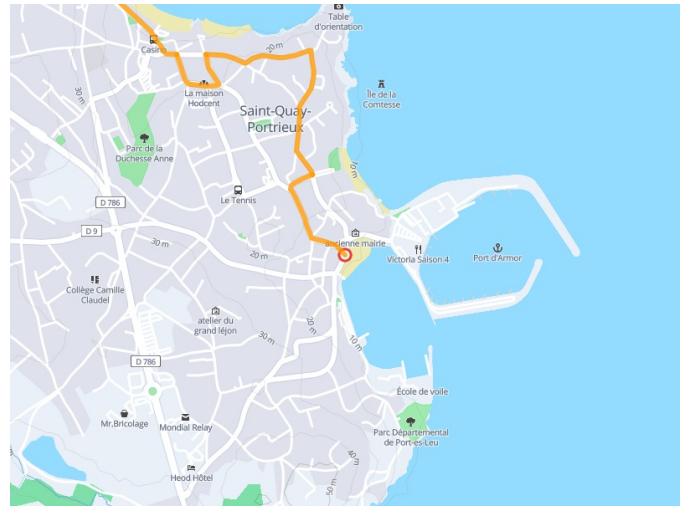 Table
d'orientation
20 m
Casino
La maison
Hodcent
30 m
Île de la
Comtesse
Saint-Quay-
Portrieux
Parc de la
Duchesse Anne
10 m
Le Tennis
D 786
D 9
30 m
20 m
ancienne mairie
Victoria Saison 4
Port d'Armor
Collège Camille
Claudel
atelier du
grand léjon
20 m
30 m
10 m
D 786
École de voile
Mr.Bricolage
Mondial Relay
Parc Départemental
de Port-es-Leu
Heod Hôtel
40 m
50 m